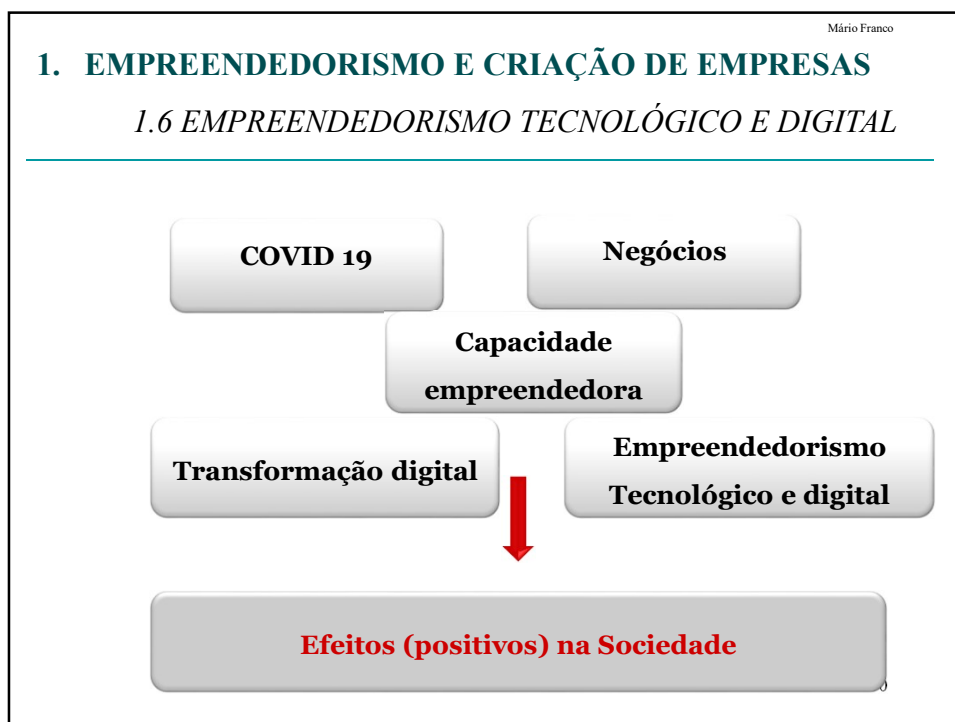 Mário Franco
1. EMPREENDEDORISMO E CRIAÇÃO DE EMPRESAS
1.6 EMPREENDEDORISMO TECNOLÓGICO E DIGITAL
COVID 19
Negócios
Capacidade
empreendedora
Transformação digital
Empreendedorismo
Tecnológico e digital
Efeitos (positivos) na Sociedade